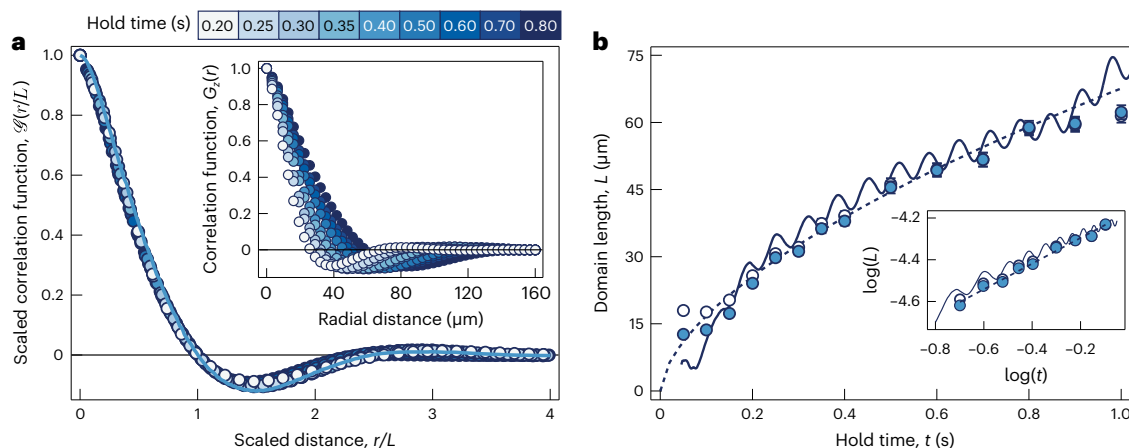 Hold time (s) 0.20 0.25 0.30 0.35 0.40 0.50 0.60 0.70 0.80
a
Scaled correlation function, 𝒢(r/L)
1.0
0.8
0.6
0.4
0.2
0
0 1 2 3 4
Scaled distance, r/L
Correlation function, G_z(r)
1.0
0.8
0.6
0.4
0.2
0
0 40 80 120 160
Radial distance (μm)
b
Domain length, L (μm)
75
60
45
30
15
0
0 0.2 0.4 0.6 0.8 1.0
Hold time, t (s)
log(L)
−4.2
−4.4
−4.6
−0.8 −0.6 −0.4 −0.2
log(t)